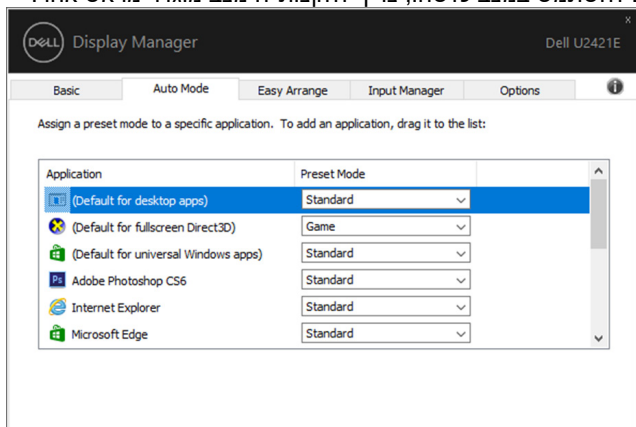 DELL Display Manager
Dell U2421E
x
Basic Auto Mode Easy Arrange Input Manager Options
Assign a preset mode to a specific application. To add an application, drag it to the list:
Application Preset Mode
(Default for desktop apps) Standard
(Default for fullscreen Direct3D) Game
(Default for universal Windows apps) Standard
Ps Adobe Photoshop CS6 Standard
Internet Explorer Standard
Microsoft Edge Standard